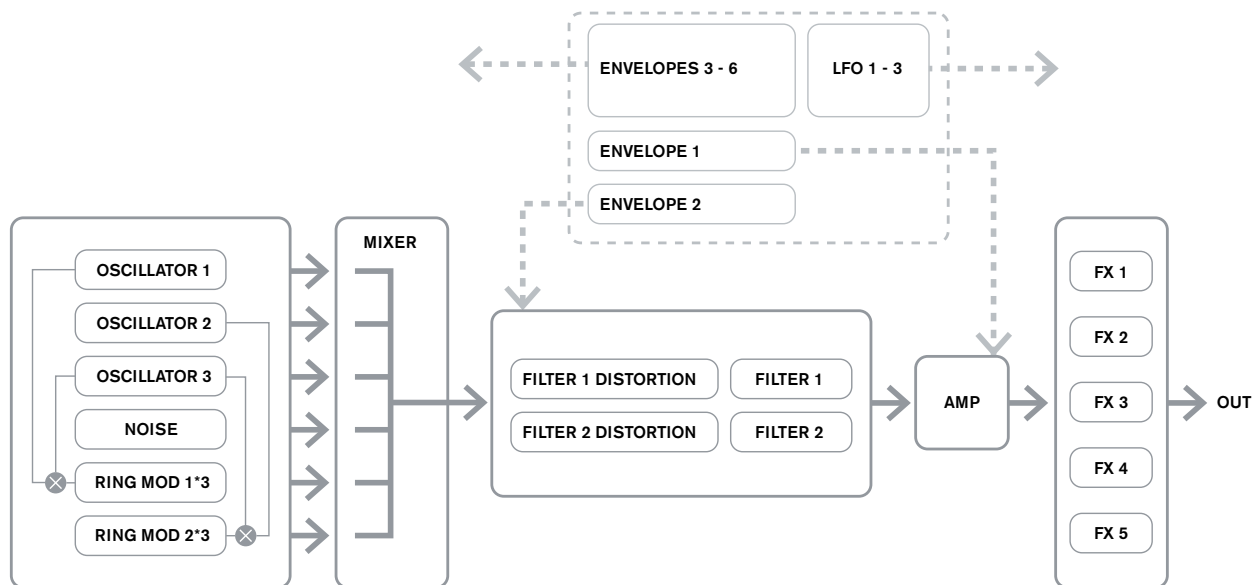 ENVELOPES 3 - 6
LFO 1 - 3
ENVELOPE 1
ENVELOPE 2
OSCILLATOR 1
OSCILLATOR 2
OSCILLATOR 3
NOISE
RING MOD 1*3
RING MOD 2*3
MIXER
FILTER 1 DISTORTION
FILTER 1
FILTER 2 DISTORTION
FILTER 2
AMP
FX 1
FX 2
FX 3
FX 4
FX 5
OUT